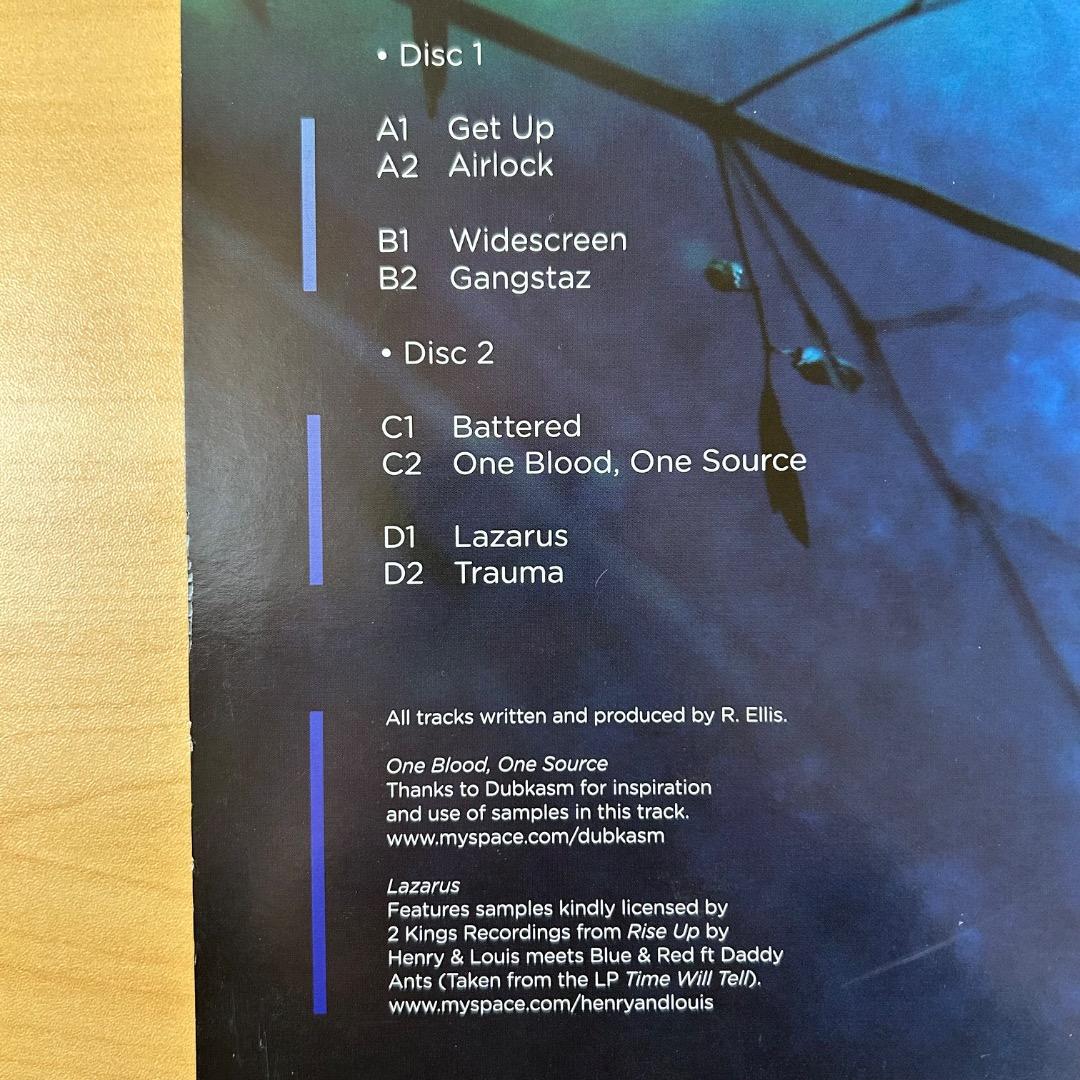 • Disc 1
A1 Get Up
A2 Airlock
B1 Widescreen
B2 Gangstaz
• Disc 2
C1 Battered
C2 One Blood, One Source
D1 Lazarus
D2 Trauma
All tracks written and produced by R. Ellis.
One Blood, One Source
Thanks to Dubkasm for inspiration
and use of samples in this track.
www.myspace.com/dubkasm
Lazarus
Features samples kindly licensed by
2 Kings Recordings from Rise Up by
Henry & Louis meets Blue & Red ft Daddy
Ants (Taken from the LP Time Will Tell).
www.myspace.com/henryandlouis